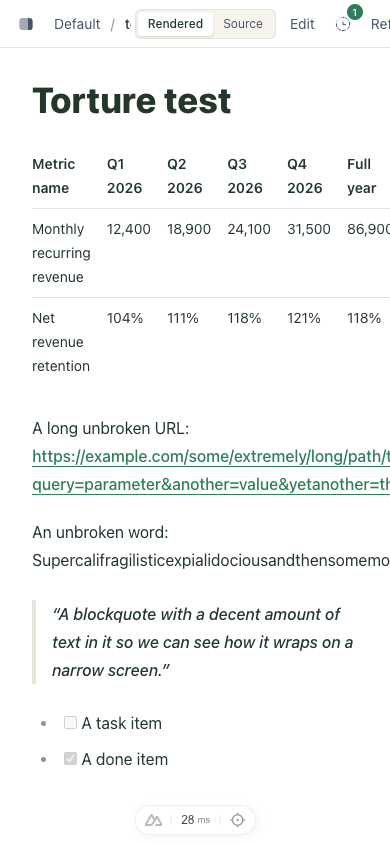 Default / t Rendered Source Edit 1 Ref
Torture test
Metric name Q1 2026 Q2 2026 Q3 2026 Q4 2026 Full year
Monthly recurring revenue 12,400 18,900 24,100 31,500 86,900
Net revenue retention 104% 111% 118% 121% 118%
A long unbroken URL:
https://example.com/some/extremely/long/path/t
query=parameter&another=value&yetanother=th
An unbroken word:
Supercalifragilisticexpialidociousandthensomemo
“A blockquote with a decent amount of
text in it so we can see how it wraps on a
narrow screen.”
A task item
A done item
28 ms